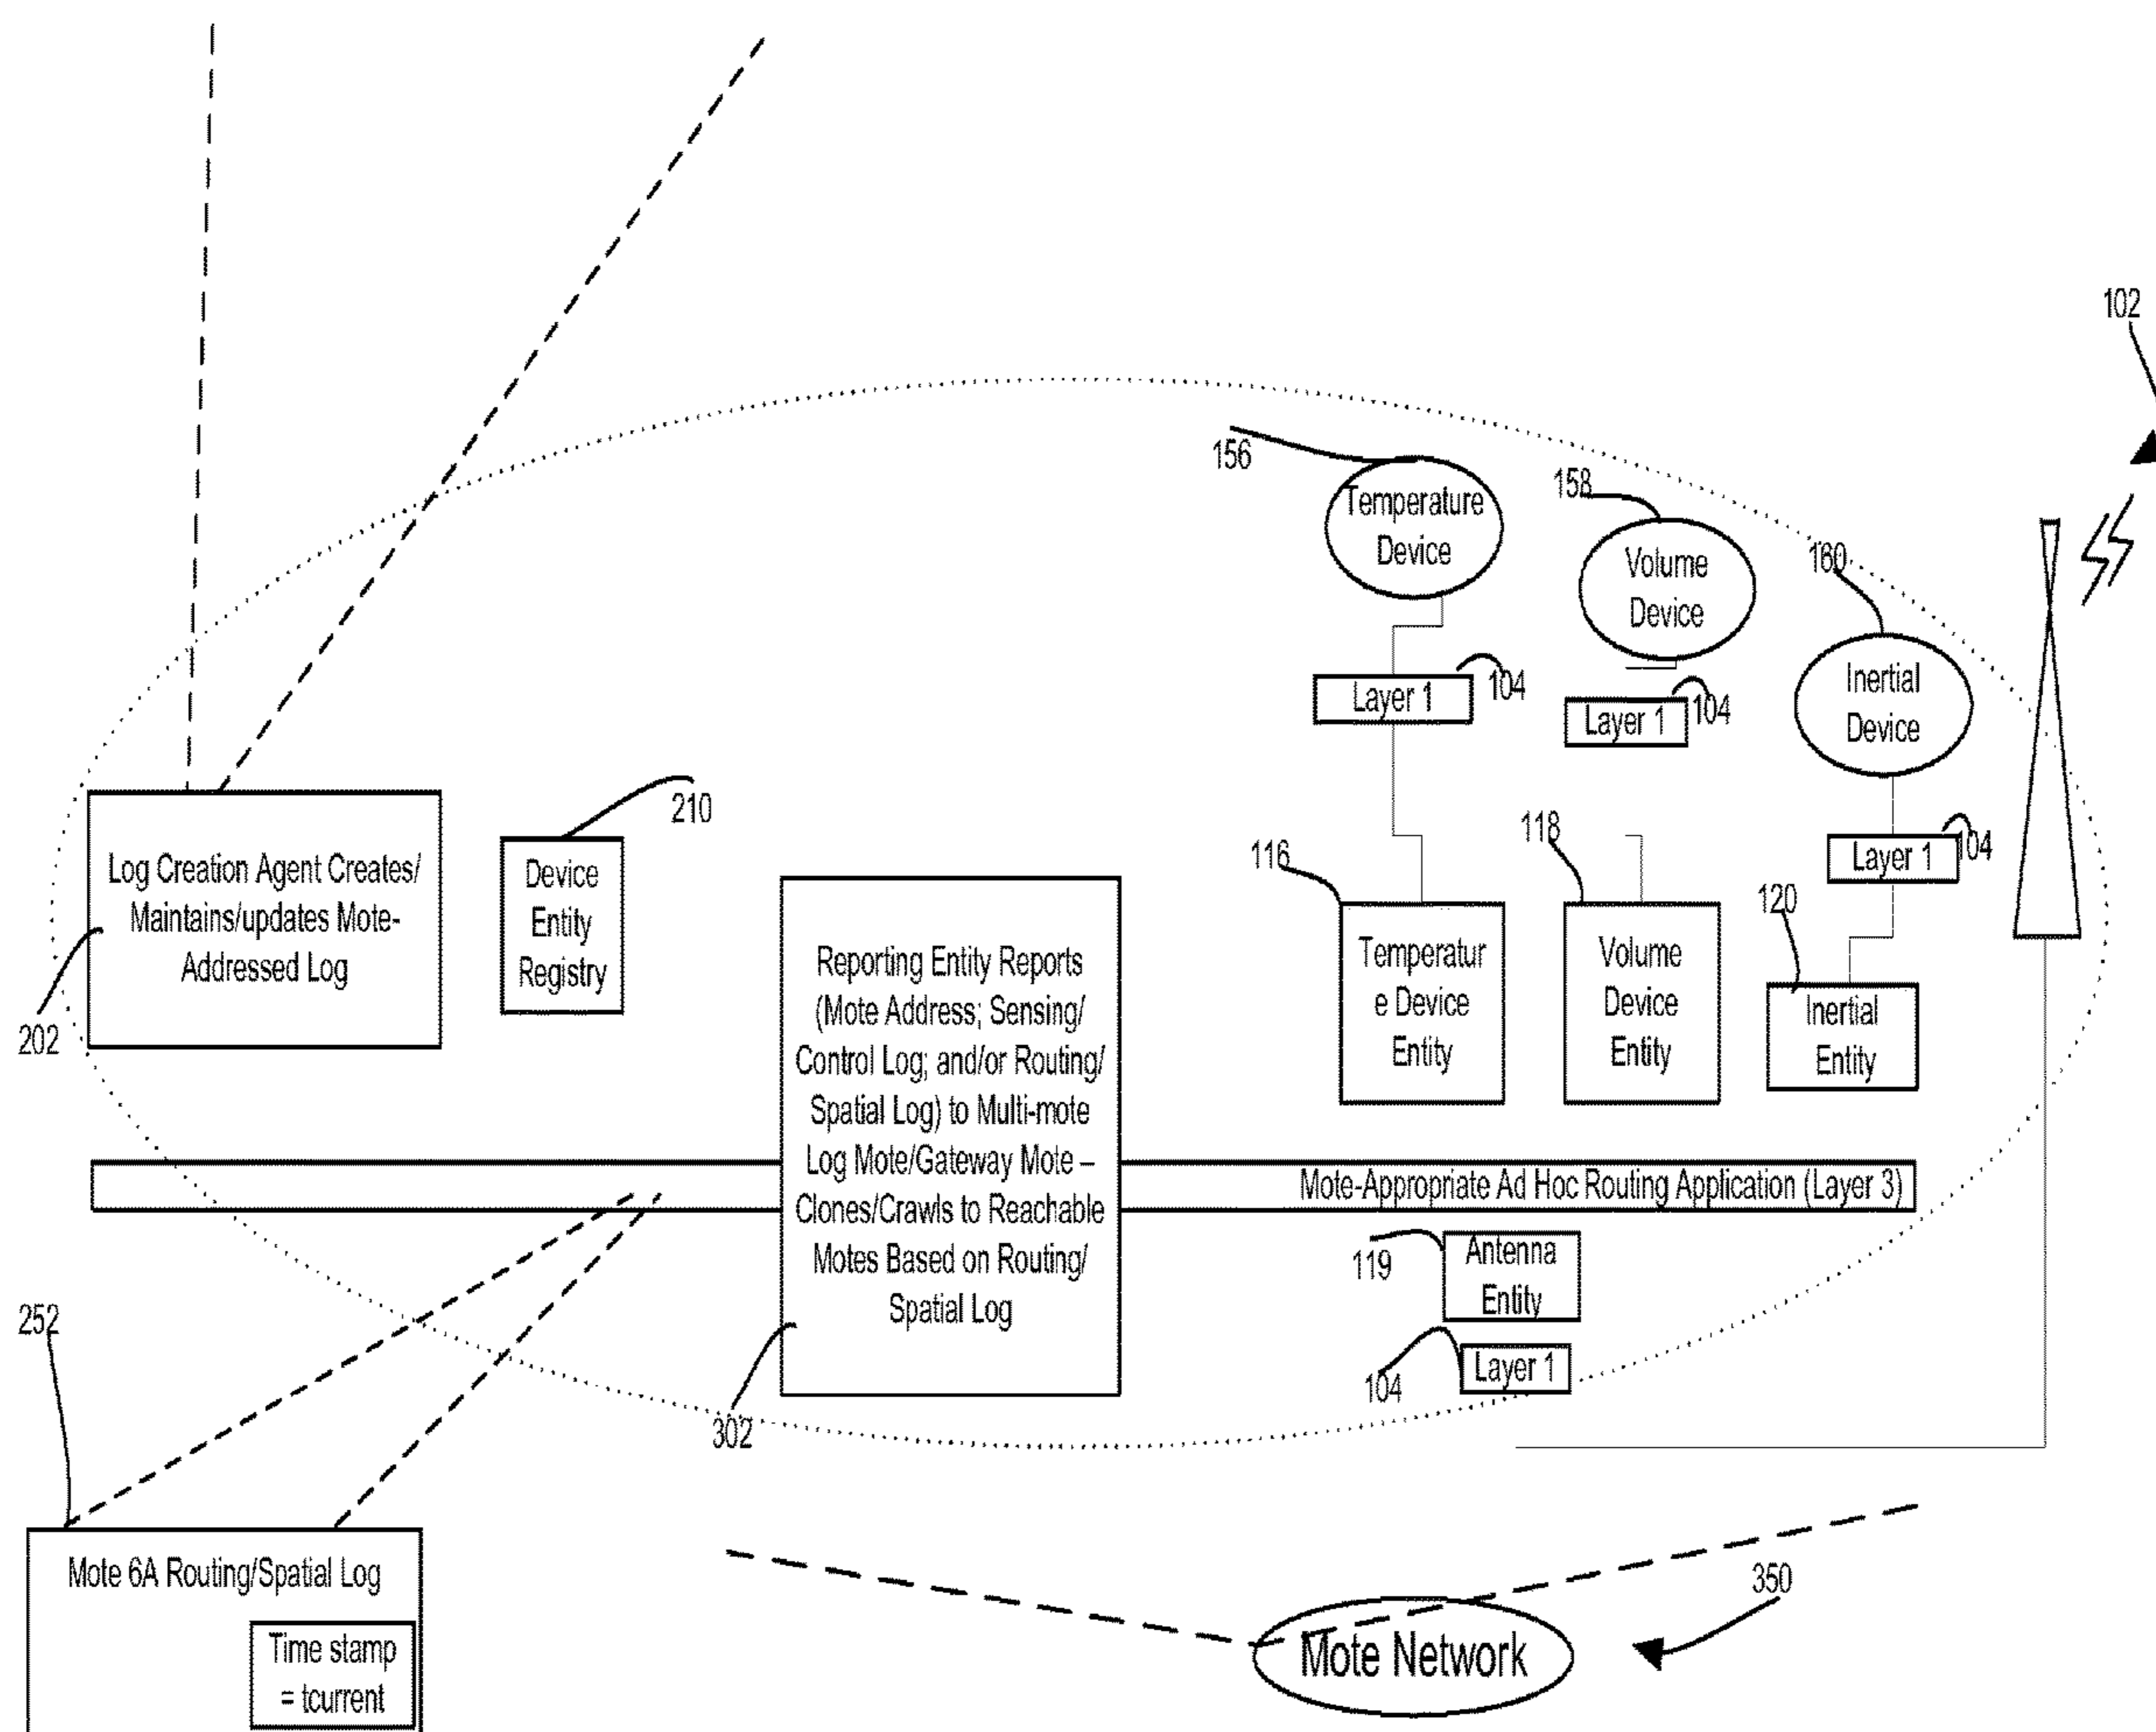 102
156
Temperature
Device
158
Volume
Device
160
Inertial
Device
Layer 1
104
Layer 1
104
Layer 1
104
Log Creation Agent Creates/
Maintains/updates Mote-
Addressed Log
202
210
Device
Entity
Registry
Reporting Entity Reports
(Mote Address; Sensing/
Control Log; and/or Routing/
Spatial Log) to Multi-mote
Log Mote/Gateway Mote –
Clones/Crawls to Reachable
Motes Based on Routing/
Spatial Log
302
116
Temperatur
e Device
Entity
118
Volume
Device
Entity
120
Inertial
Entity
Mote-Appropriate Ad Hoc Routing Application (Layer 3)
119
Antenna
Entity
104
Layer 1
252
Mote 6A Routing/Spatial Log
Time stamp
= tcurrent
350
Mote Network